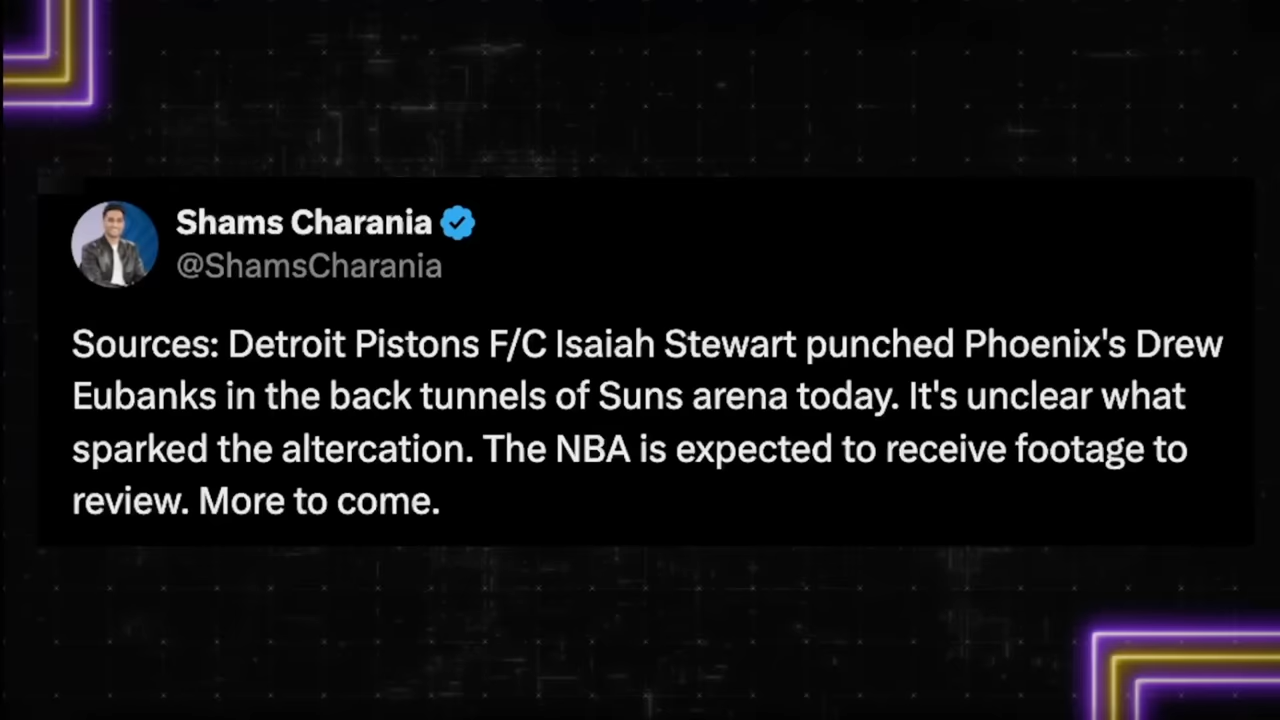 Shams Charania
@ShamsCharania
Sources: Detroit Pistons F/C Isaiah Stewart punched Phoenix's Drew
Eubanks in the back tunnels of Suns arena today. It's unclear what
sparked the altercation. The NBA is expected to receive footage to
review. More to come.